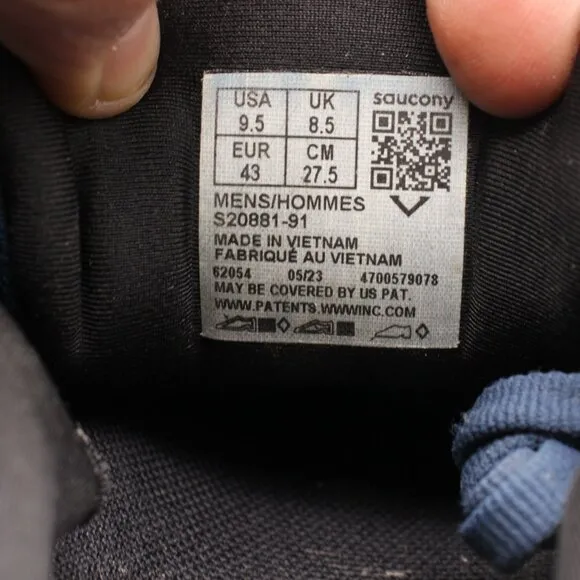 USA UK saucony
9.5 8.5
EUR CM
43 27.5
MENS/HOMMES
S20881-91
MADE IN VIETNAM
FABRIQUÉ AU VIETNAM
62054 05/23 4700579078
MAY BE COVERED BY US PAT.
WWW.PATENTS.WWWINC.COM